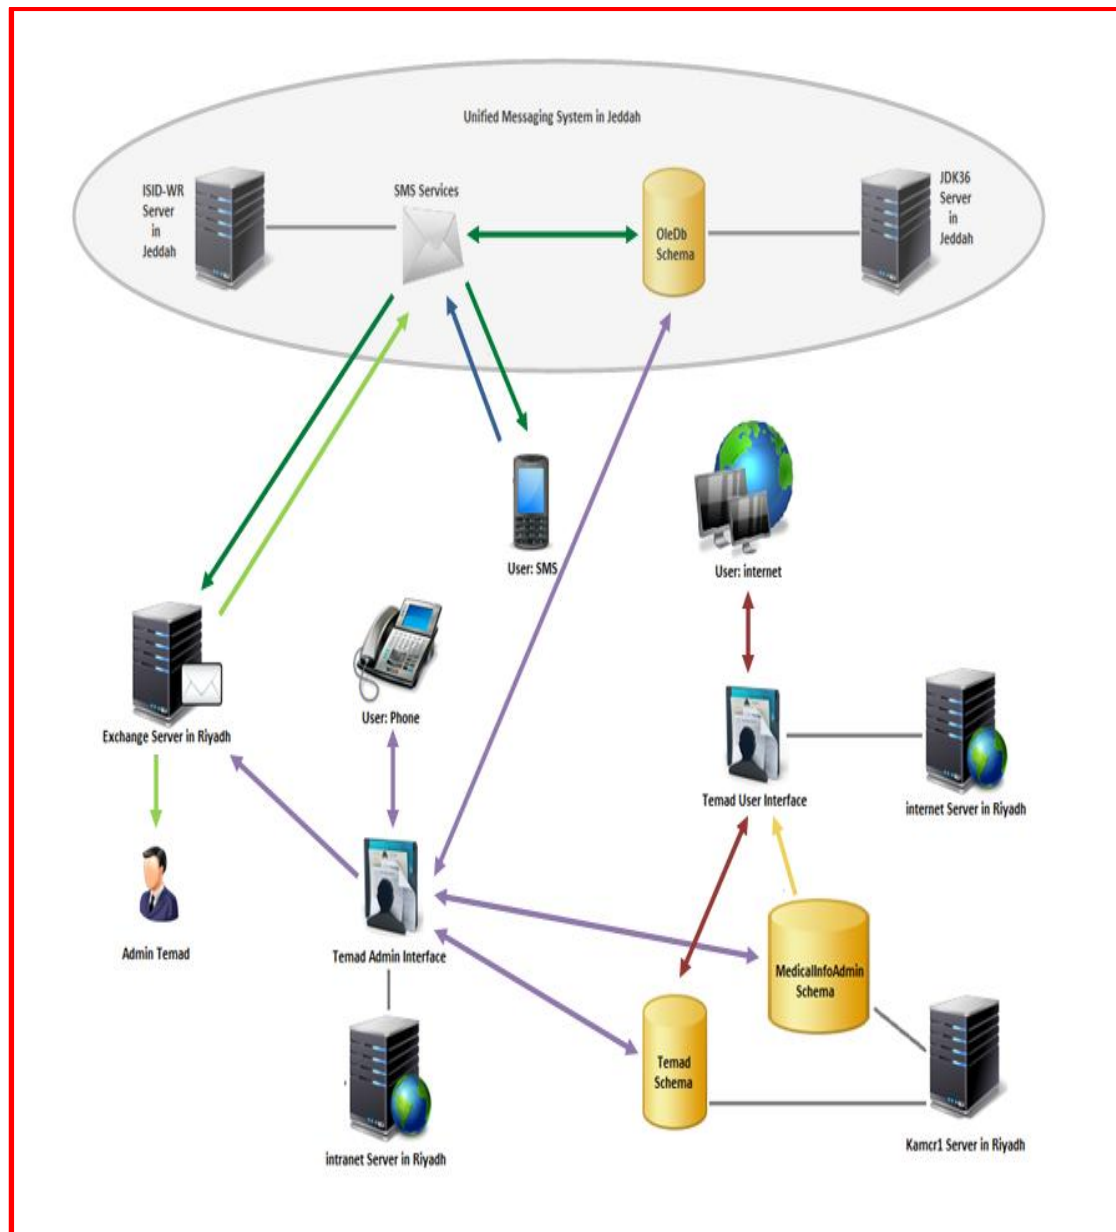 Unified Messaging System in Jeddah
ISID-WR
Server
in
Jeddah
SMS Services
OleDb
Schema
JDK36
Server
in
Jeddah
User: SMS
User: internet
Exchange Server in Riyadh
User: Phone
Temad User Interface
internet Server in Riyadh
Admin Temad
Temad Admin Interface
MedicalInfoAdmin
Schema
Temad
Schema
intranet Server in Riyadh
Kamcr1 Server in Riyadh